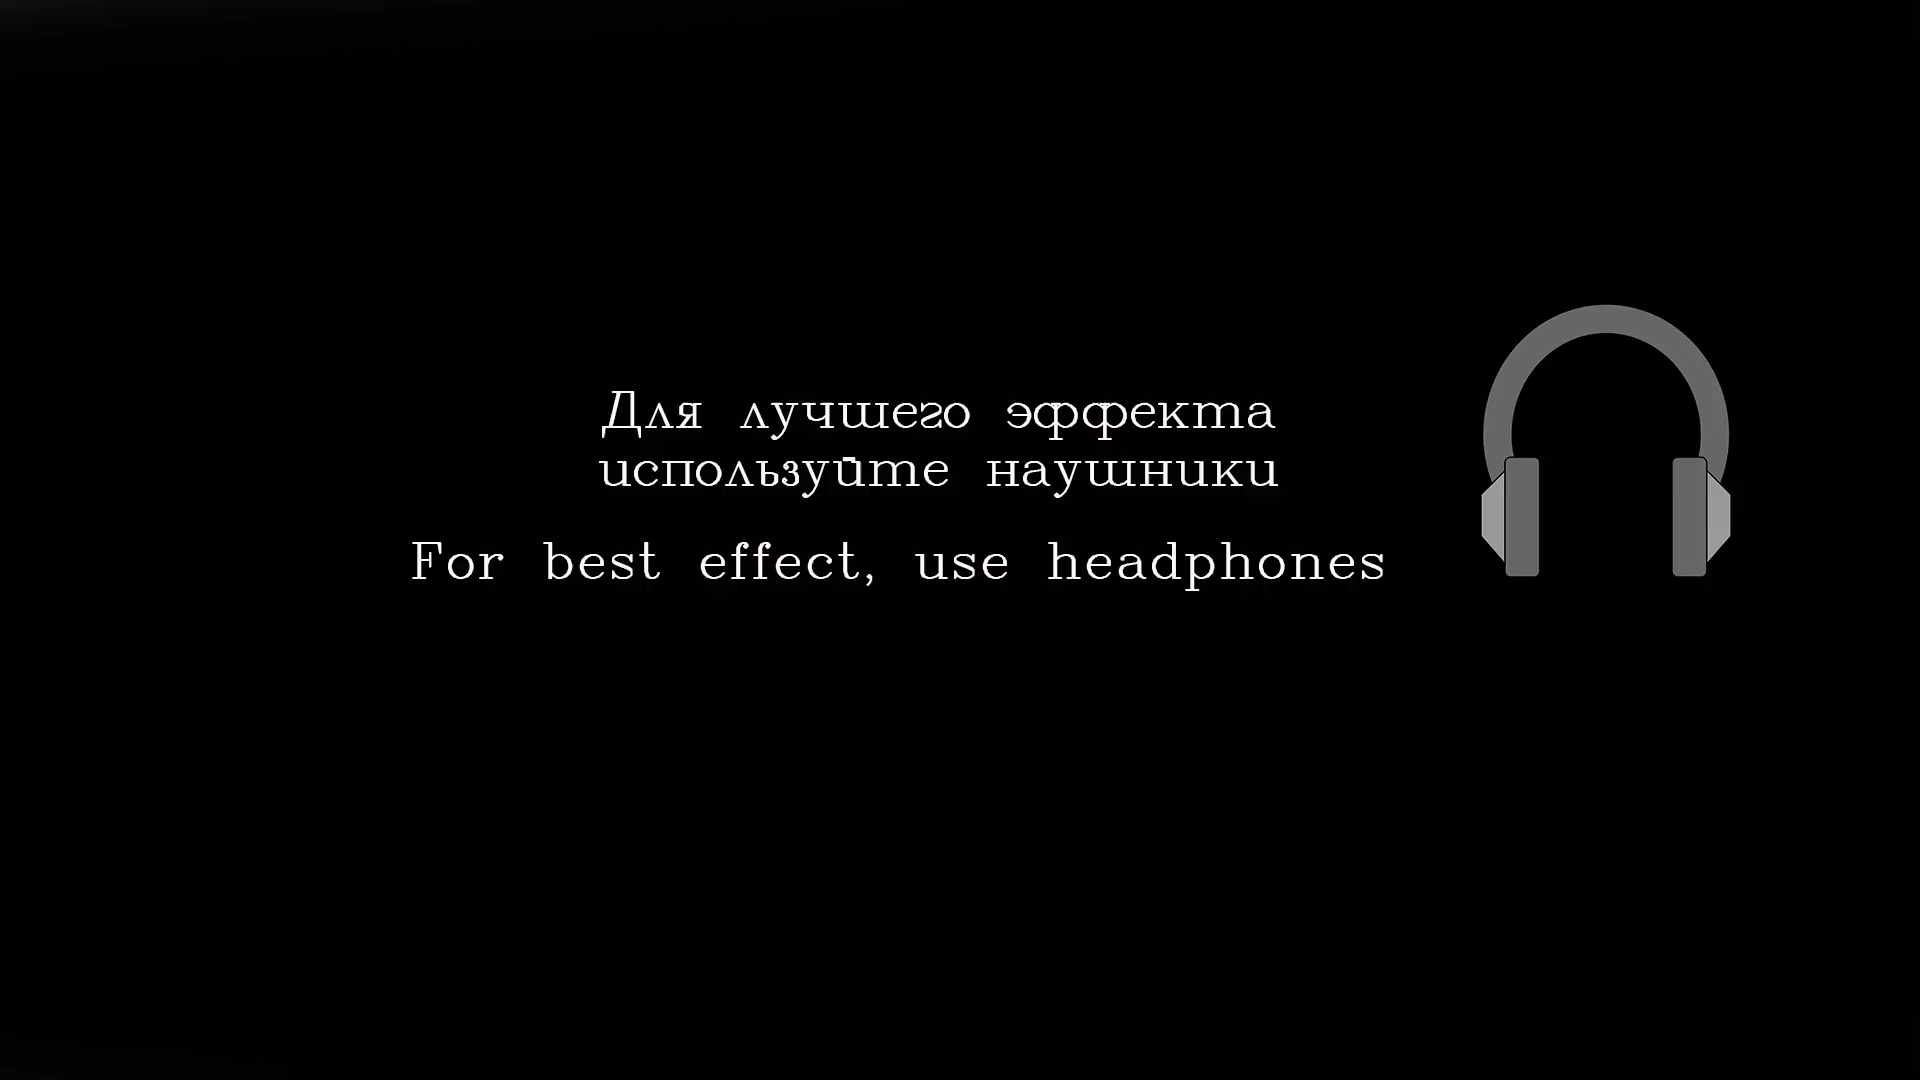 Для лучшего эффекта
используйте наушники
For best effect, use headphones